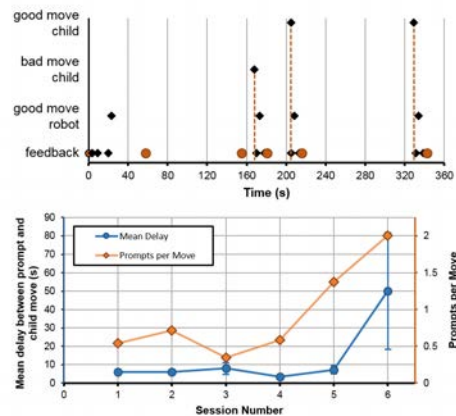 good move
child
bad move
child
good move
robot
feedback
0 40 80 120 160 200 240 280 320 360
Time (s)
Mean delay between prompt and
child move (s)
90
80
70
60
50
40
30
20
10
0
Mean Delay
Prompts per Move
2
1.5
1
0.5
0
Prompts per Move
1 2 3 4 5 6
Session Number